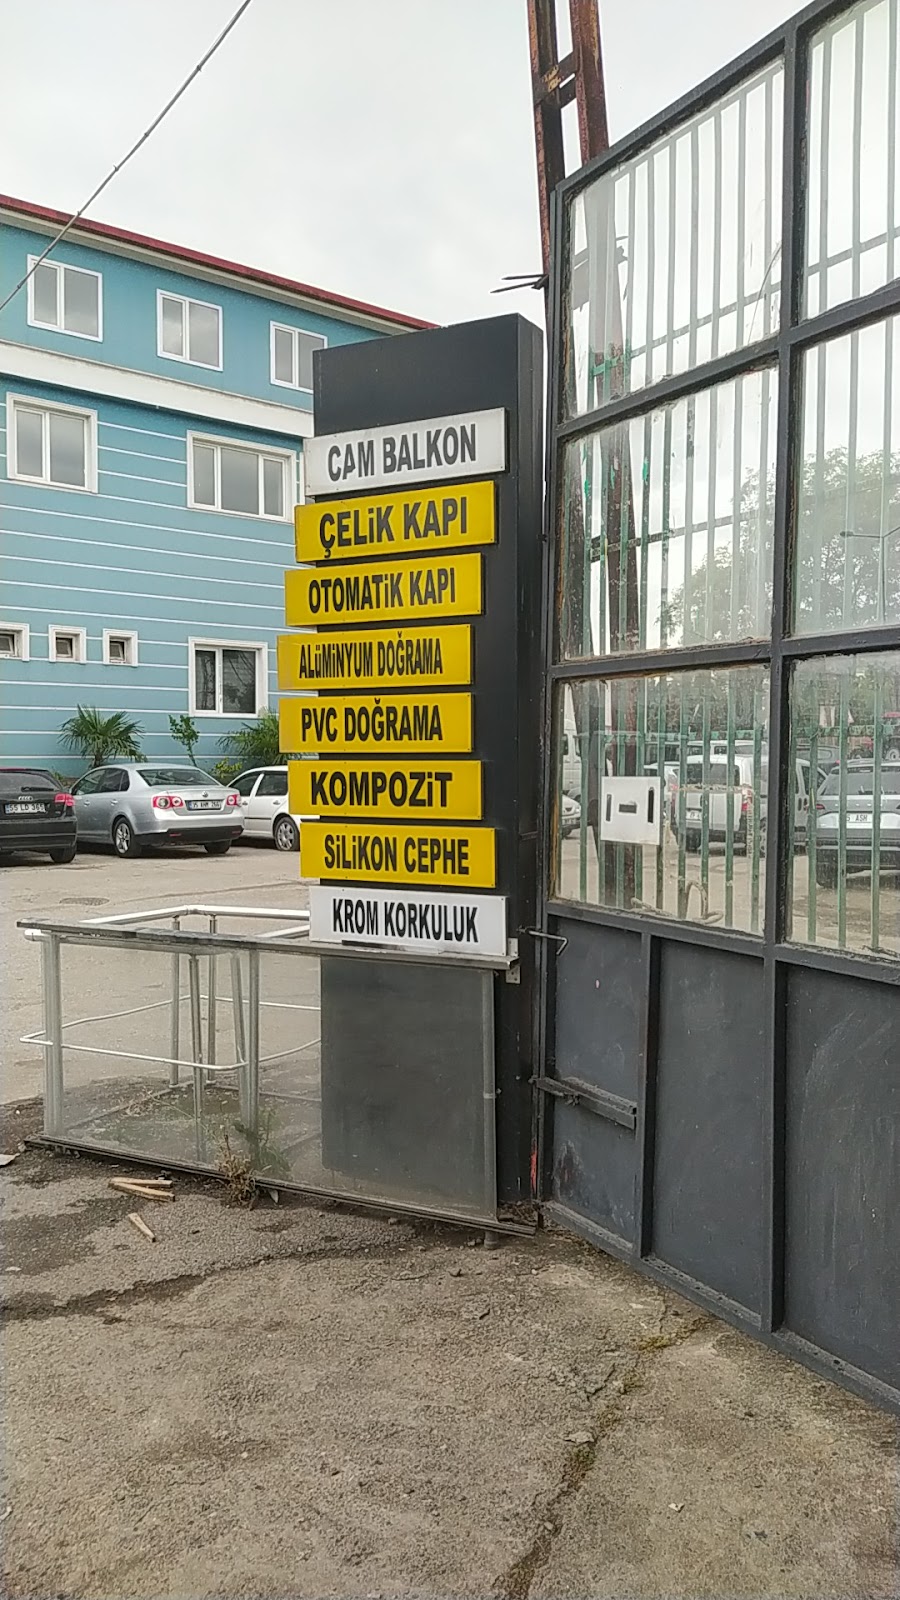 CAM BALKON
ÇELiK KAPI
OTOMATiK KAPI
ALüMiNYUM DOĞRAMA
PVC DOĞRAMA
KOMPOZiT
SiLiKON CEPHE
KROM KORKULUK